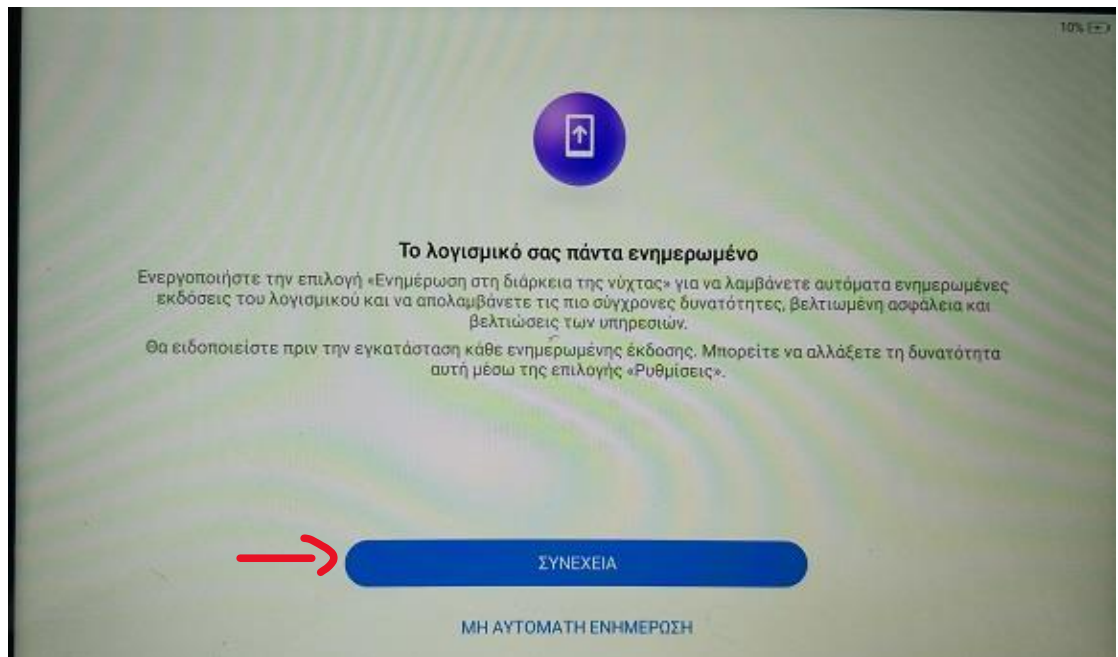 10%
Το λογισμικό σας πάντα ενημερωμένο
Ενεργοποιήστε την επιλογή «Ενημέρωση στη διάρκεια της νύχτας» για να λαμβάνετε αυτόματα ενημερωμένες
εκδόσεις του λογισμικού και να απολαμβάνετε τις πιο σύγχρονες δυνατότητες, βελτιωμένη ασφάλεια και
βελτιώσεις των υπηρεσιών.
Θα ειδοποιείστε πριν την εγκατάσταση κάθε ενημερωμένης έκδοσης. Μπορείτε να αλλάξετε τη δυνατότητα
αυτή μέσω της επιλογής «Ρυθμίσεις».
ΣΥΝΕΧΕΙΑ
ΜΗ ΑΥΤΟΜΑΤΗ ΕΝΗΜΕΡΩΣΗ